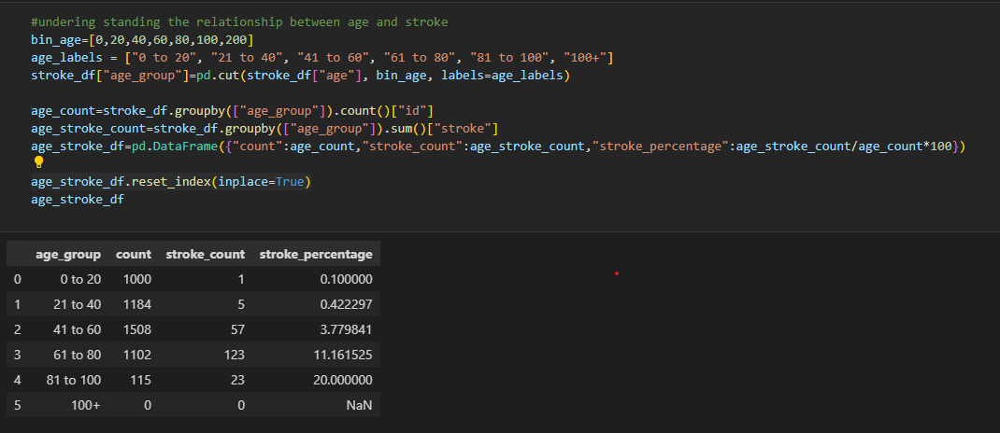 #undering standing the relationship between age and stroke
bin_age=[0,20,40,60,80,100,200]
age_labels = ["0 to 20", "21 to 40", "41 to 60", "61 to 80", "81 to 100", "100+"]
stroke_df["age_group"]=pd.cut(stroke_df["age"], bin_age, labels=age_labels)
age_count=stroke_df.groupby(["age_group"]).count()["id"]
age_stroke_count=stroke_df.groupby(["age_group"]).sum()["stroke"]
age_stroke_df=pd.DataFrame({"count":age_count,"stroke_count":age_stroke_count,"stroke_percentage":age_stroke_count/age_count*100})
age_stroke_df.reset_index(inplace=True)
age_stroke_df
age_group count stroke_count stroke_percentage
0 0 to 20 1000 1 0.100000
1 21 to 40 1184 5 0.422297
2 41 to 60 1508 57 3.779841
3 61 to 80 1102 123 11.161525
4 81 to 100 115 23 20.000000
5 100+ 0 0 NaN